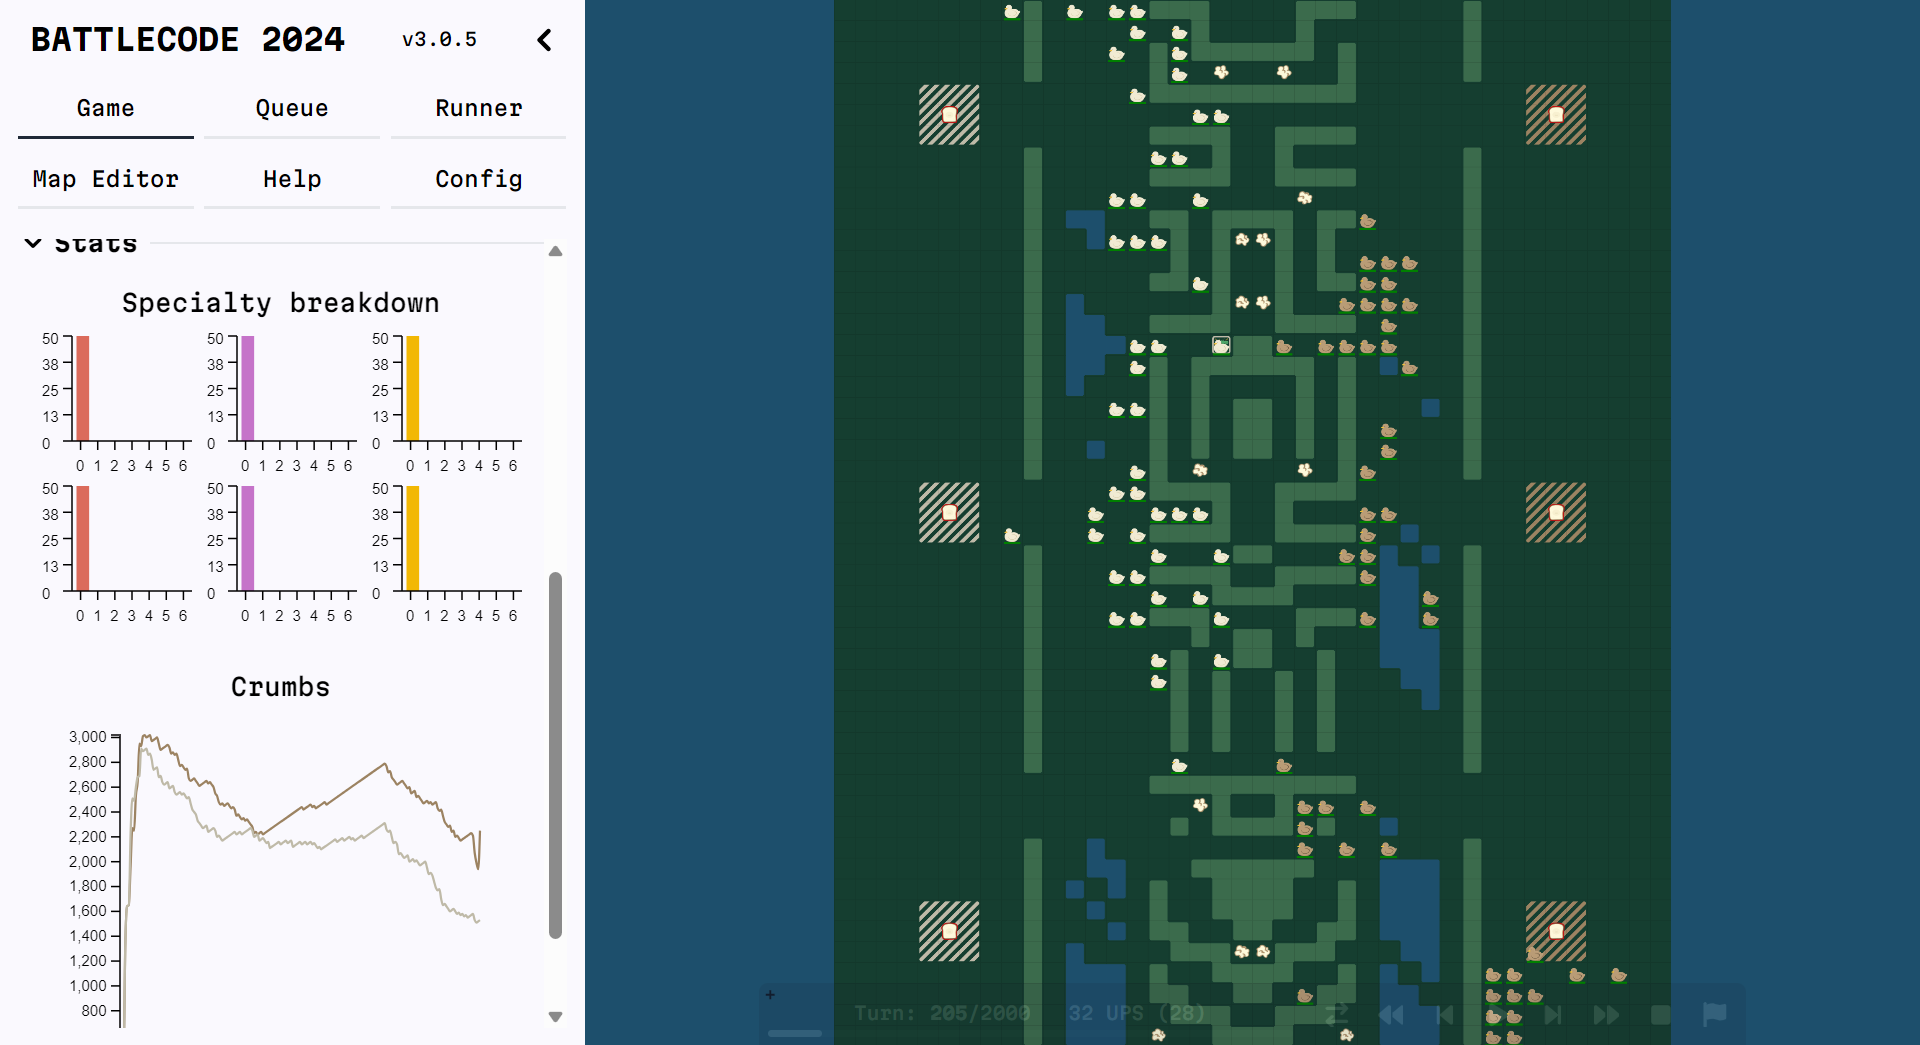 BATTLECODE 2024 v3.0.5
Game Queue Runner
Map Editor Help Config
Stats
Specialty breakdown
50 50 50
38 38 38
25 25 25
13 13 13
0 0 0
0 1 2 3 4 5 6 0 1 2 3 4 5 6 0 1 2 3 4 5 6
50 50 50
38 38 38
25 25 25
13 13 13
0 0 0
0 1 2 3 4 5 6 0 1 2 3 4 5 6 0 1 2 3 4 5 6
Crumbs
3,000
2,800
2,600
2,400
2,200
2,000
1,800
1,600
1,400
1,200
1,000
800
+
Turn: 205/2000 32 UPS (28)